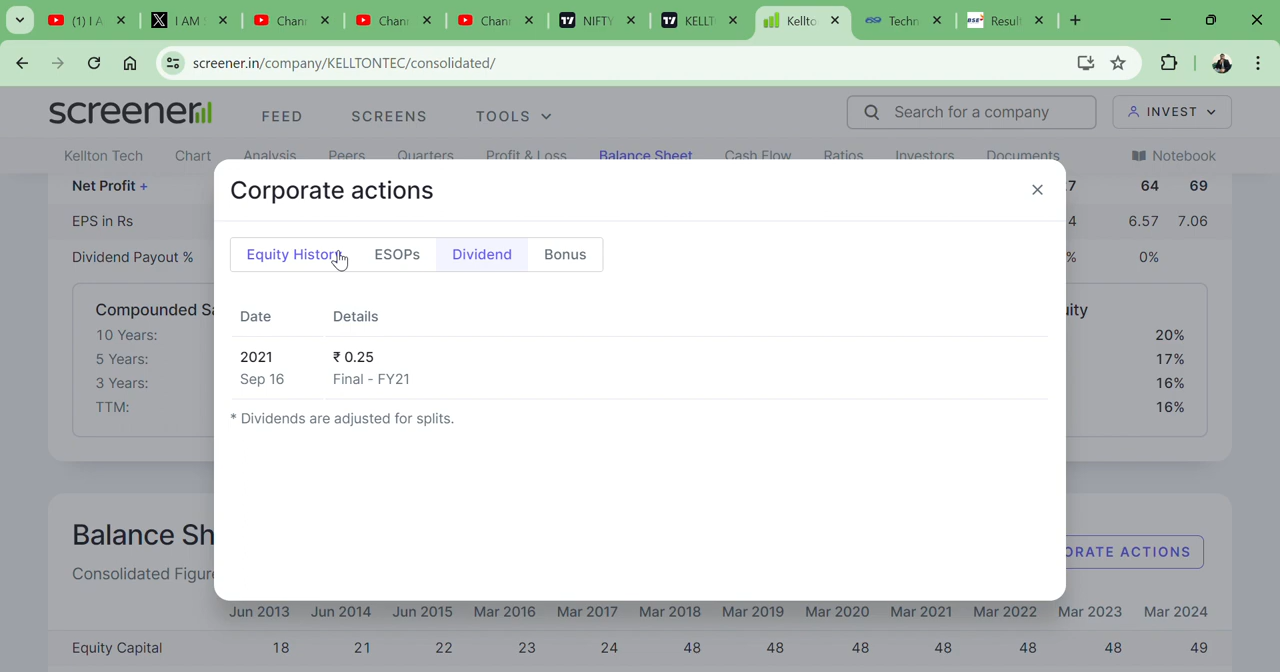 (1) I A
I AM
Chan
Chan
Chan
NIFTY
KELLT
Kellto
Techn
Result
screener.in/company/KELLTONTEC/consolidated/
screener
FEED
SCREENS
TOOLS
Search for a company
INVEST
Kellton Tech
Chart
Analysis
Peers
Quarters
Profit & Loss
Balance Sheet
Cash Flow
Ratios
Investors
Documents
Notebook
Net Profit +
7 64 69
EPS in Rs
4 6.57 7.06
Dividend Payout %
% 0%
Corporate actions
Equity History ESOPs Dividend Bonus
Date Details
2021 ₹ 0.25
Sep 16 Final - FY21
* Dividends are adjusted for splits.
Compounded Sa
10 Years:
5 Years:
3 Years:
TTM:
uity
20%
17%
16%
16%
Balance Sh
Consolidated Figure
ORATE ACTIONS
Jun 2013 Jun 2014 Jun 2015 Mar 2016 Mar 2017 Mar 2018 Mar 2019 Mar 2020 Mar 2021 Mar 2022 Mar 2023 Mar 2024
Equity Capital 18 21 22 23 24 48 48 48 48 48 48 49